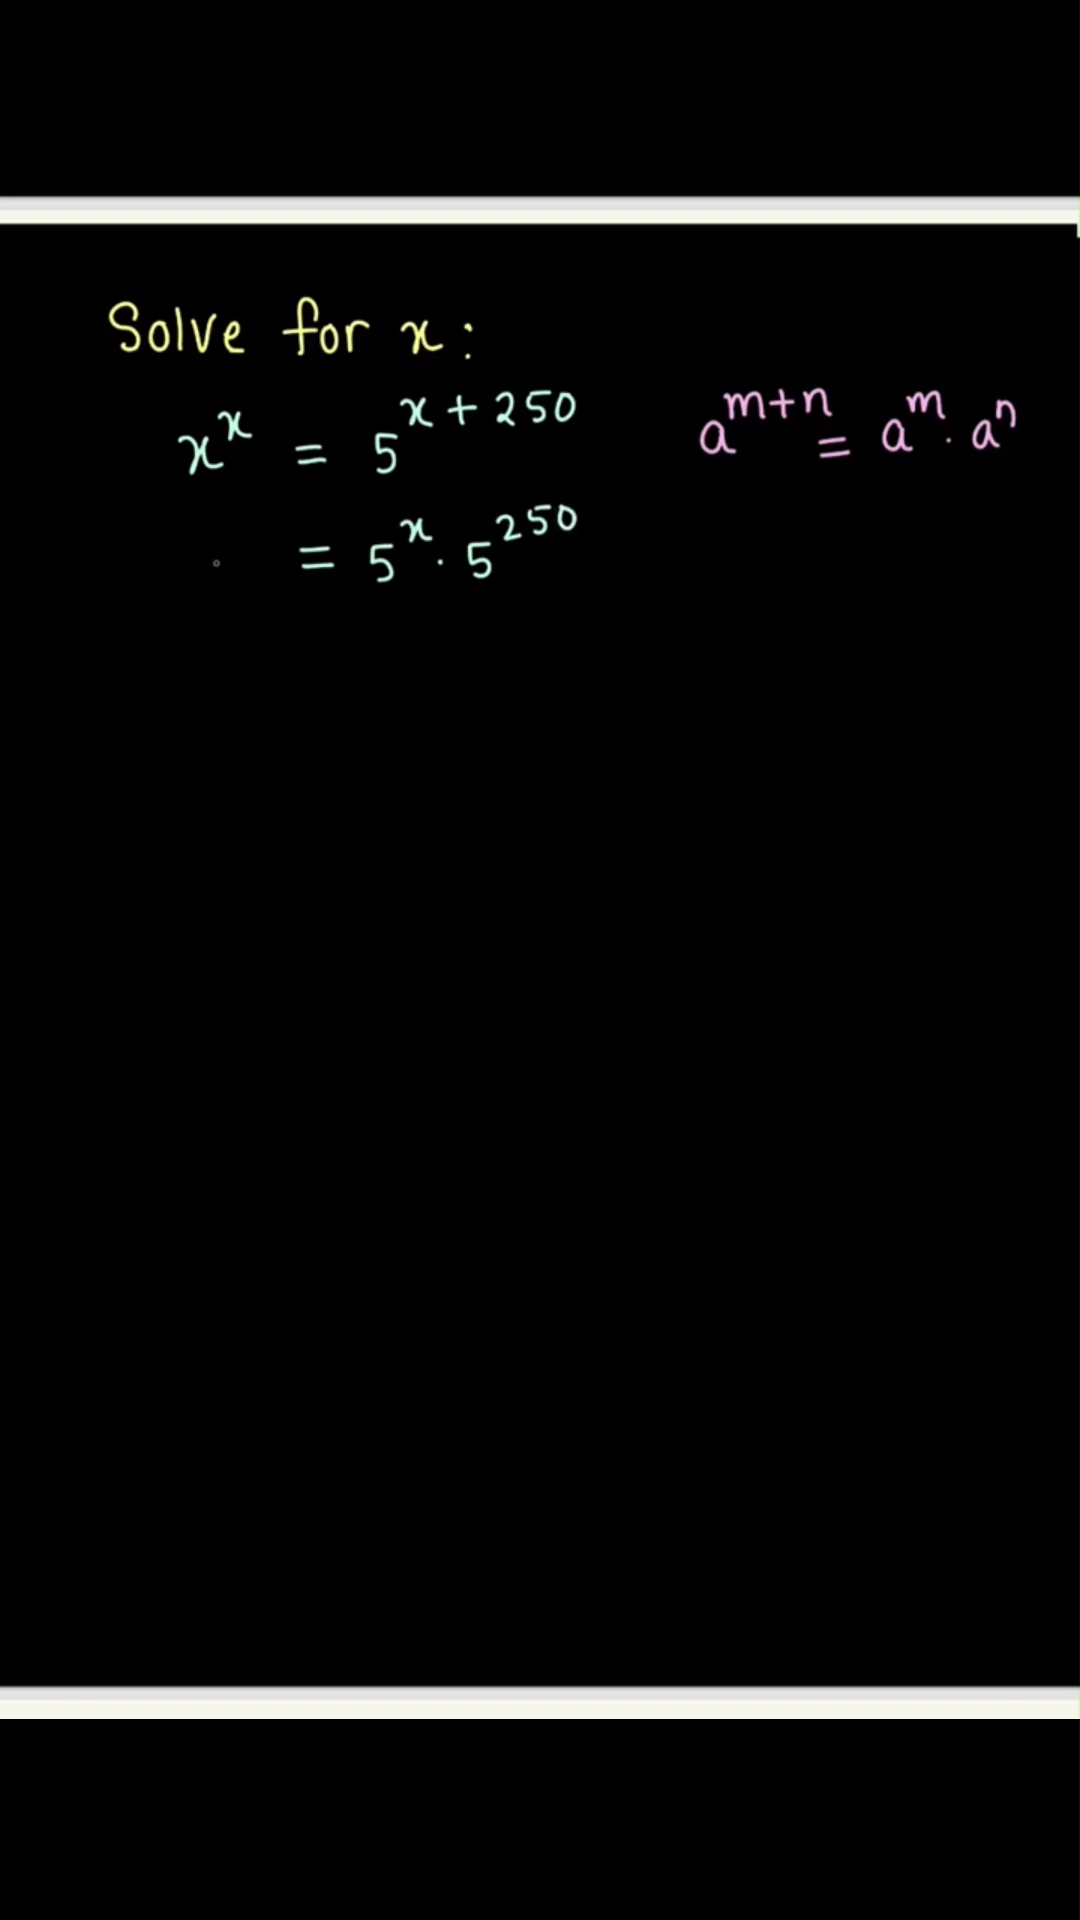 Solve for x:
x^x = 5^{x+250}    a^{m+n} = a^m · a^n
= 5^x · 5^{250}